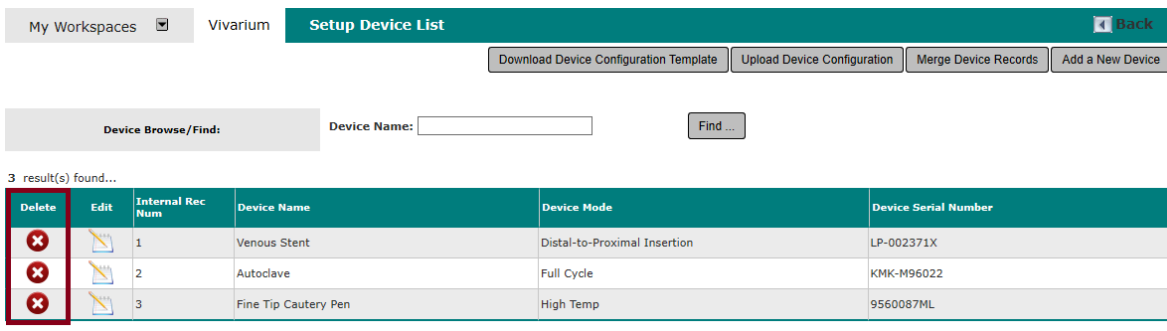 My Workspaces Vivarium Setup Device List Back
Download Device Configuration Template Upload Device Configuration Merge Device Records Add a New Device
Device Browse/Find: Device Name: Find ...
3 result(s) found...
Delete Edit Internal Rec Num Device Name Device Mode Device Serial Number
1 Venous Stent Distal-to-Proximal Insertion LP-002371X
2 Autoclave Full Cycle KMK-M96022
3 Fine Tip Cautery Pen High Temp 9560087ML